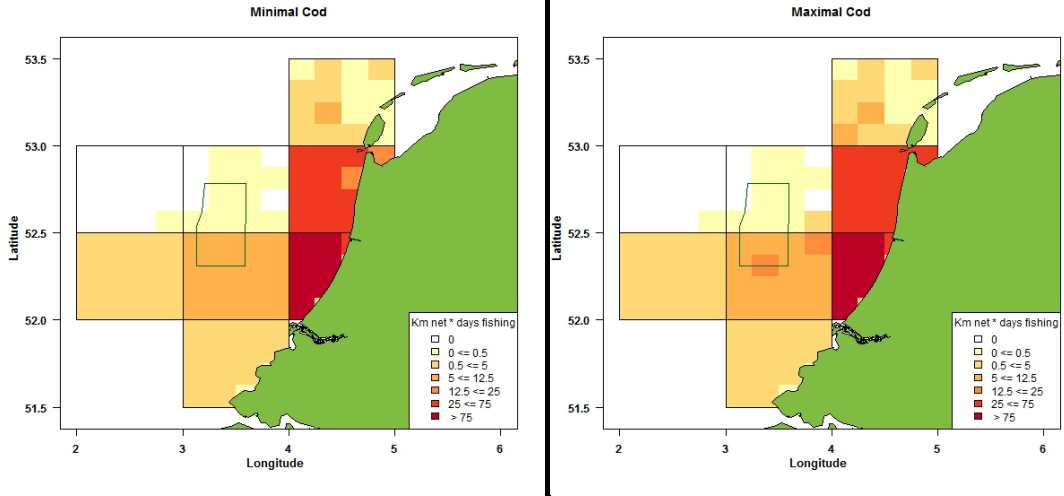 Minimal Cod
Latitude
53.5
53.0
52.5
52.0
51.5
2 3 4 5 6
Longitude
Km net * days fishing
0
0 <= 0.5
0.5 <= 5
5 <= 12.5
12.5 <= 25
25 <= 75
> 75
Maximal Cod
Latitude
53.5
53.0
52.5
52.0
51.5
2 3 4 5 6
Longitude
Km net * days fishing
0
0 <= 0.5
0.5 <= 5
5 <= 12.5
12.5 <= 25
25 <= 75
> 75